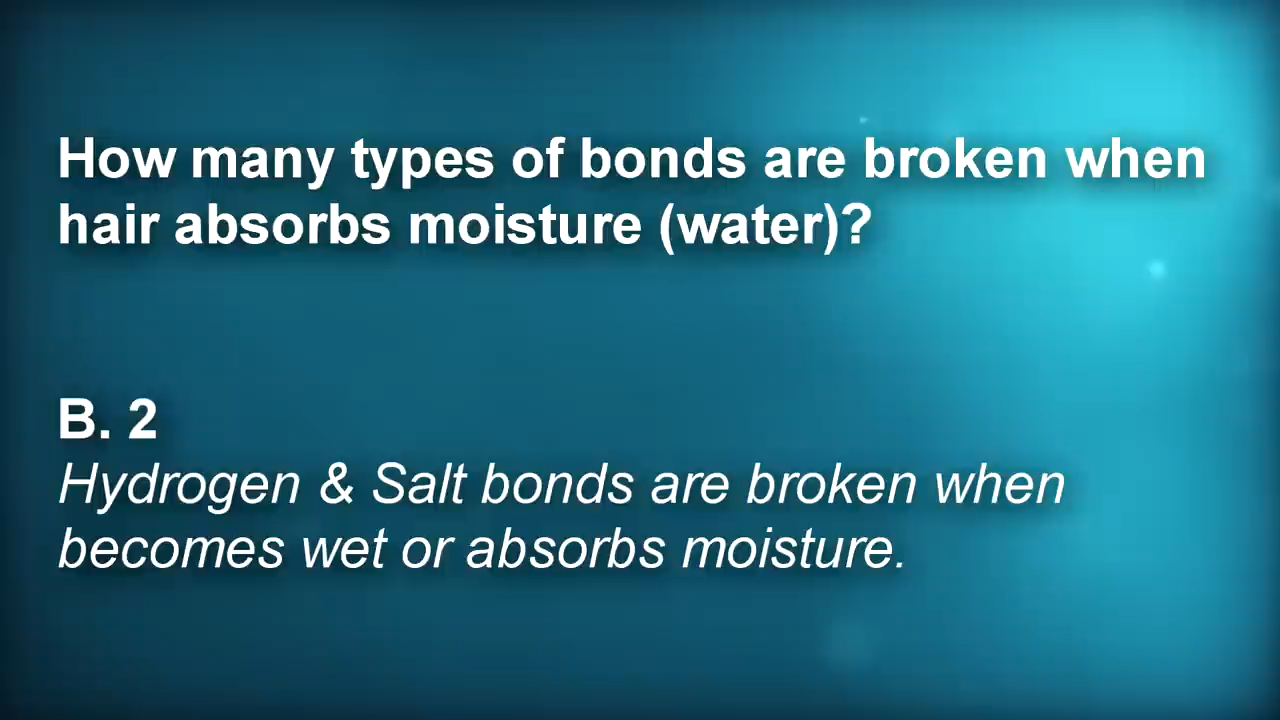 How many types of bonds are broken when
hair absorbs moisture (water)?
B. 2
Hydrogen & Salt bonds are broken when
becomes wet or absorbs moisture.